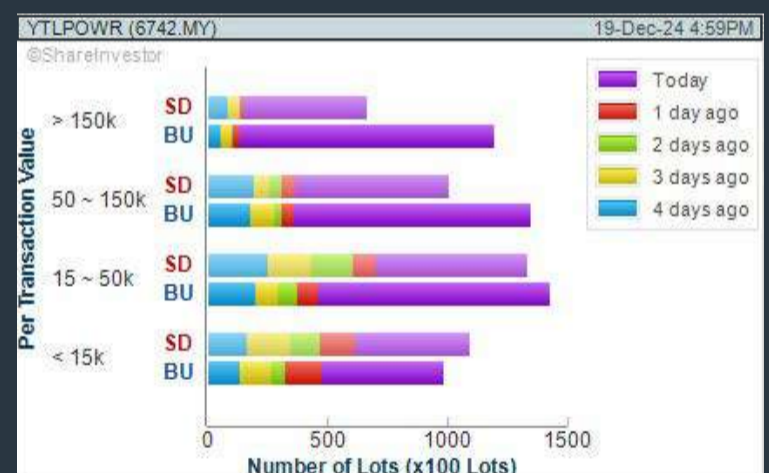 YTLPOWR (6742.MY) 19-Dec-24 4:59PM
©ShareInvestor
Today
1 day ago
2 days ago
3 days ago
4 days ago
Per Transaction Value
> 150k
SD
BU
50 ~ 150k
SD
BU
15 ~ 50k
SD
BU
< 15k
SD
BU
0 500 1000 1500
Number of Lots (x100 Lots)